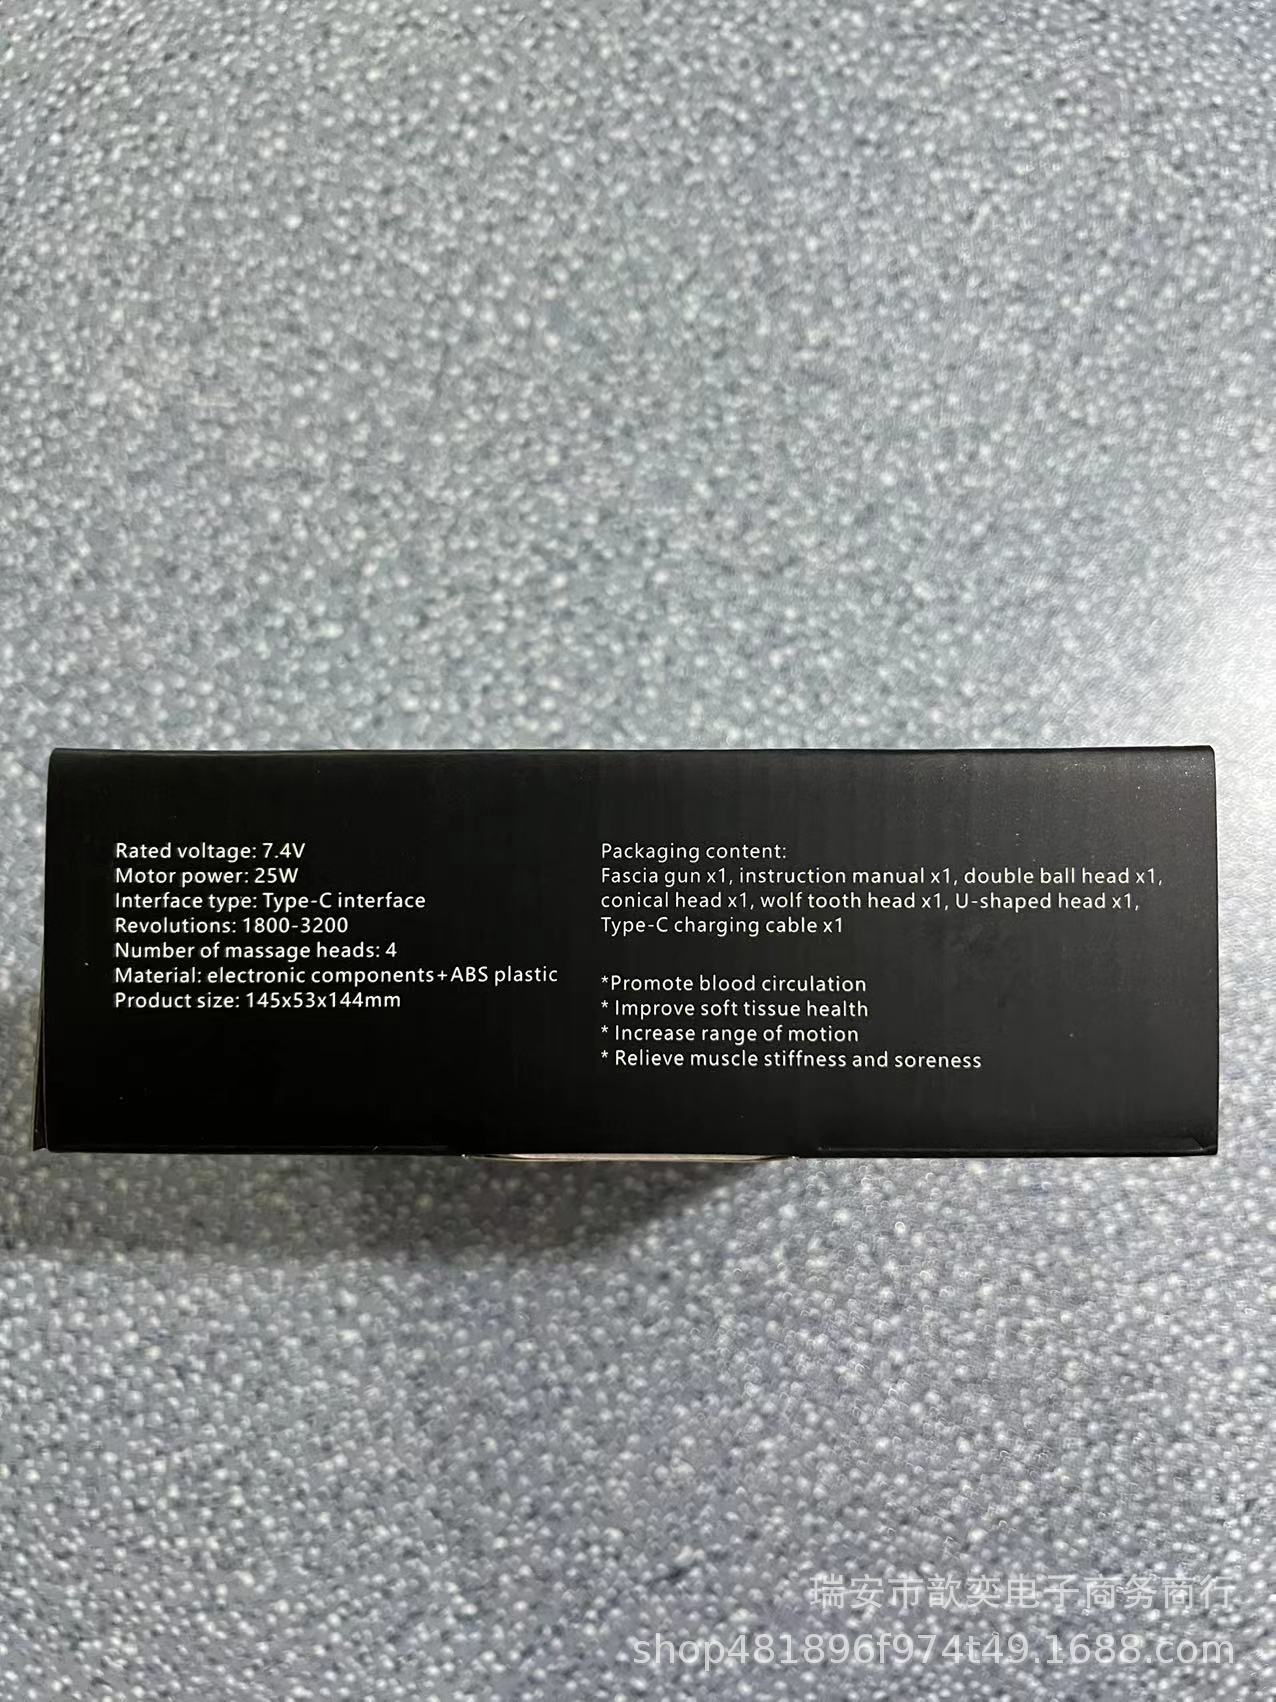 Rated voltage: 7.4V
Motor power: 25W
Interface type: Type-C interface
Revolutions: 1800-3200
Number of massage heads: 4
Material: electronic components+ABS plastic
Product size: 145x53x144mm
Packaging content:
Fascia gun x1, instruction manual x1, double ball head x1,
conical head x1, wolf tooth head x1, U-shaped head x1,
Type-C charging cable x1
*Promote blood circulation
* Improve soft tissue health
* Increase range of motion
* Relieve muscle stiffness and soreness
瑞安市歆奕电子商务商行
shop481896f974t49.1688.com